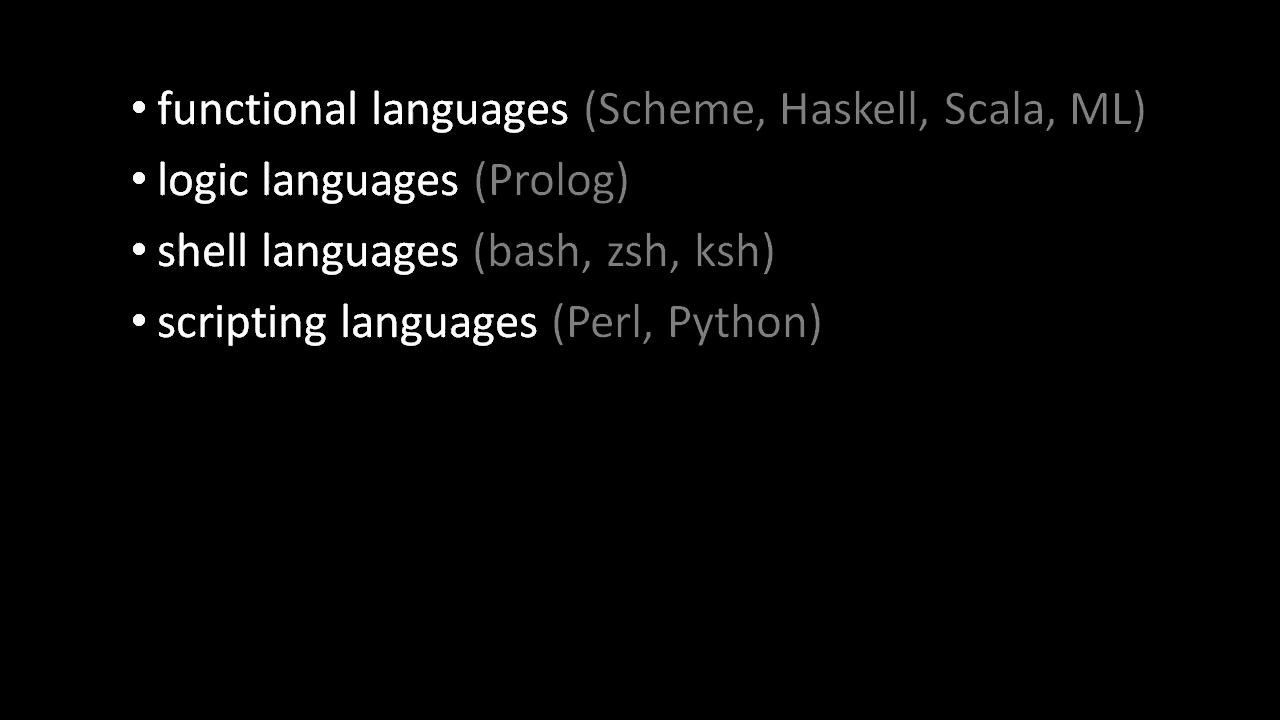 • functional languages (Scheme, Haskell, Scala, ML)
• logic languages (Prolog)
• shell languages (bash, zsh, ksh)
• scripting languages (Perl, Python)